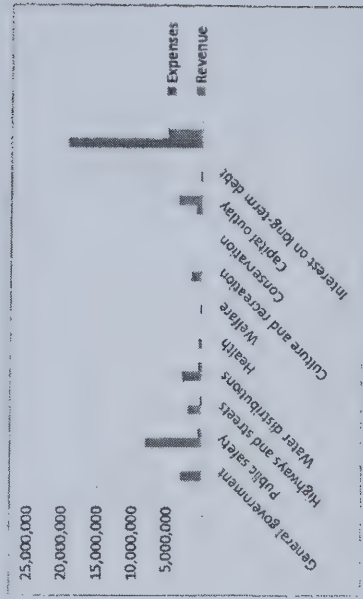 25,000,000
20,000,000
15,000,000
10,000,000
5,000,000
Expenses
Revenue
General government
Public safety
Highways and streets
Water distributions
Health
Welfare
Culture and recreation
Conservation
Capital outlay
Interest on long-term debt